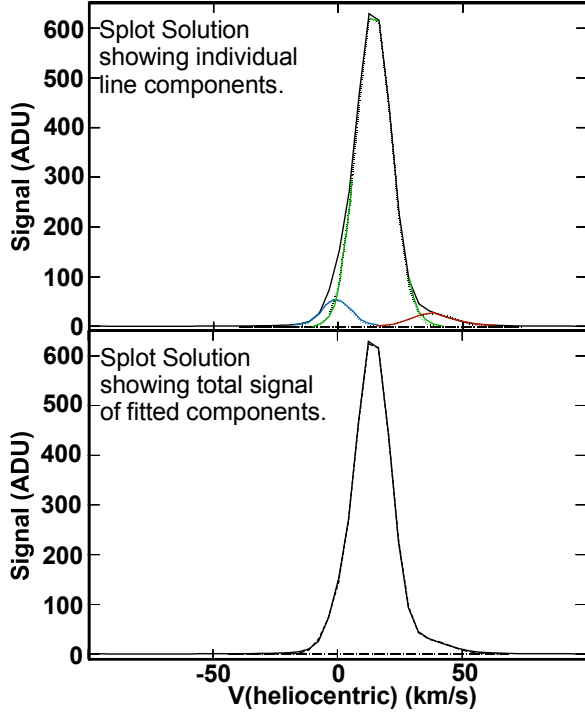 600
500
400
300
200
100
0
Signal (ADU)
Splot Solution
showing individual
line components.
600
500
400
300
200
100
0
Signal (ADU)
Splot Solution
showing total signal
of fitted components.
-50
0
50
V(heliocentric) (km/s)